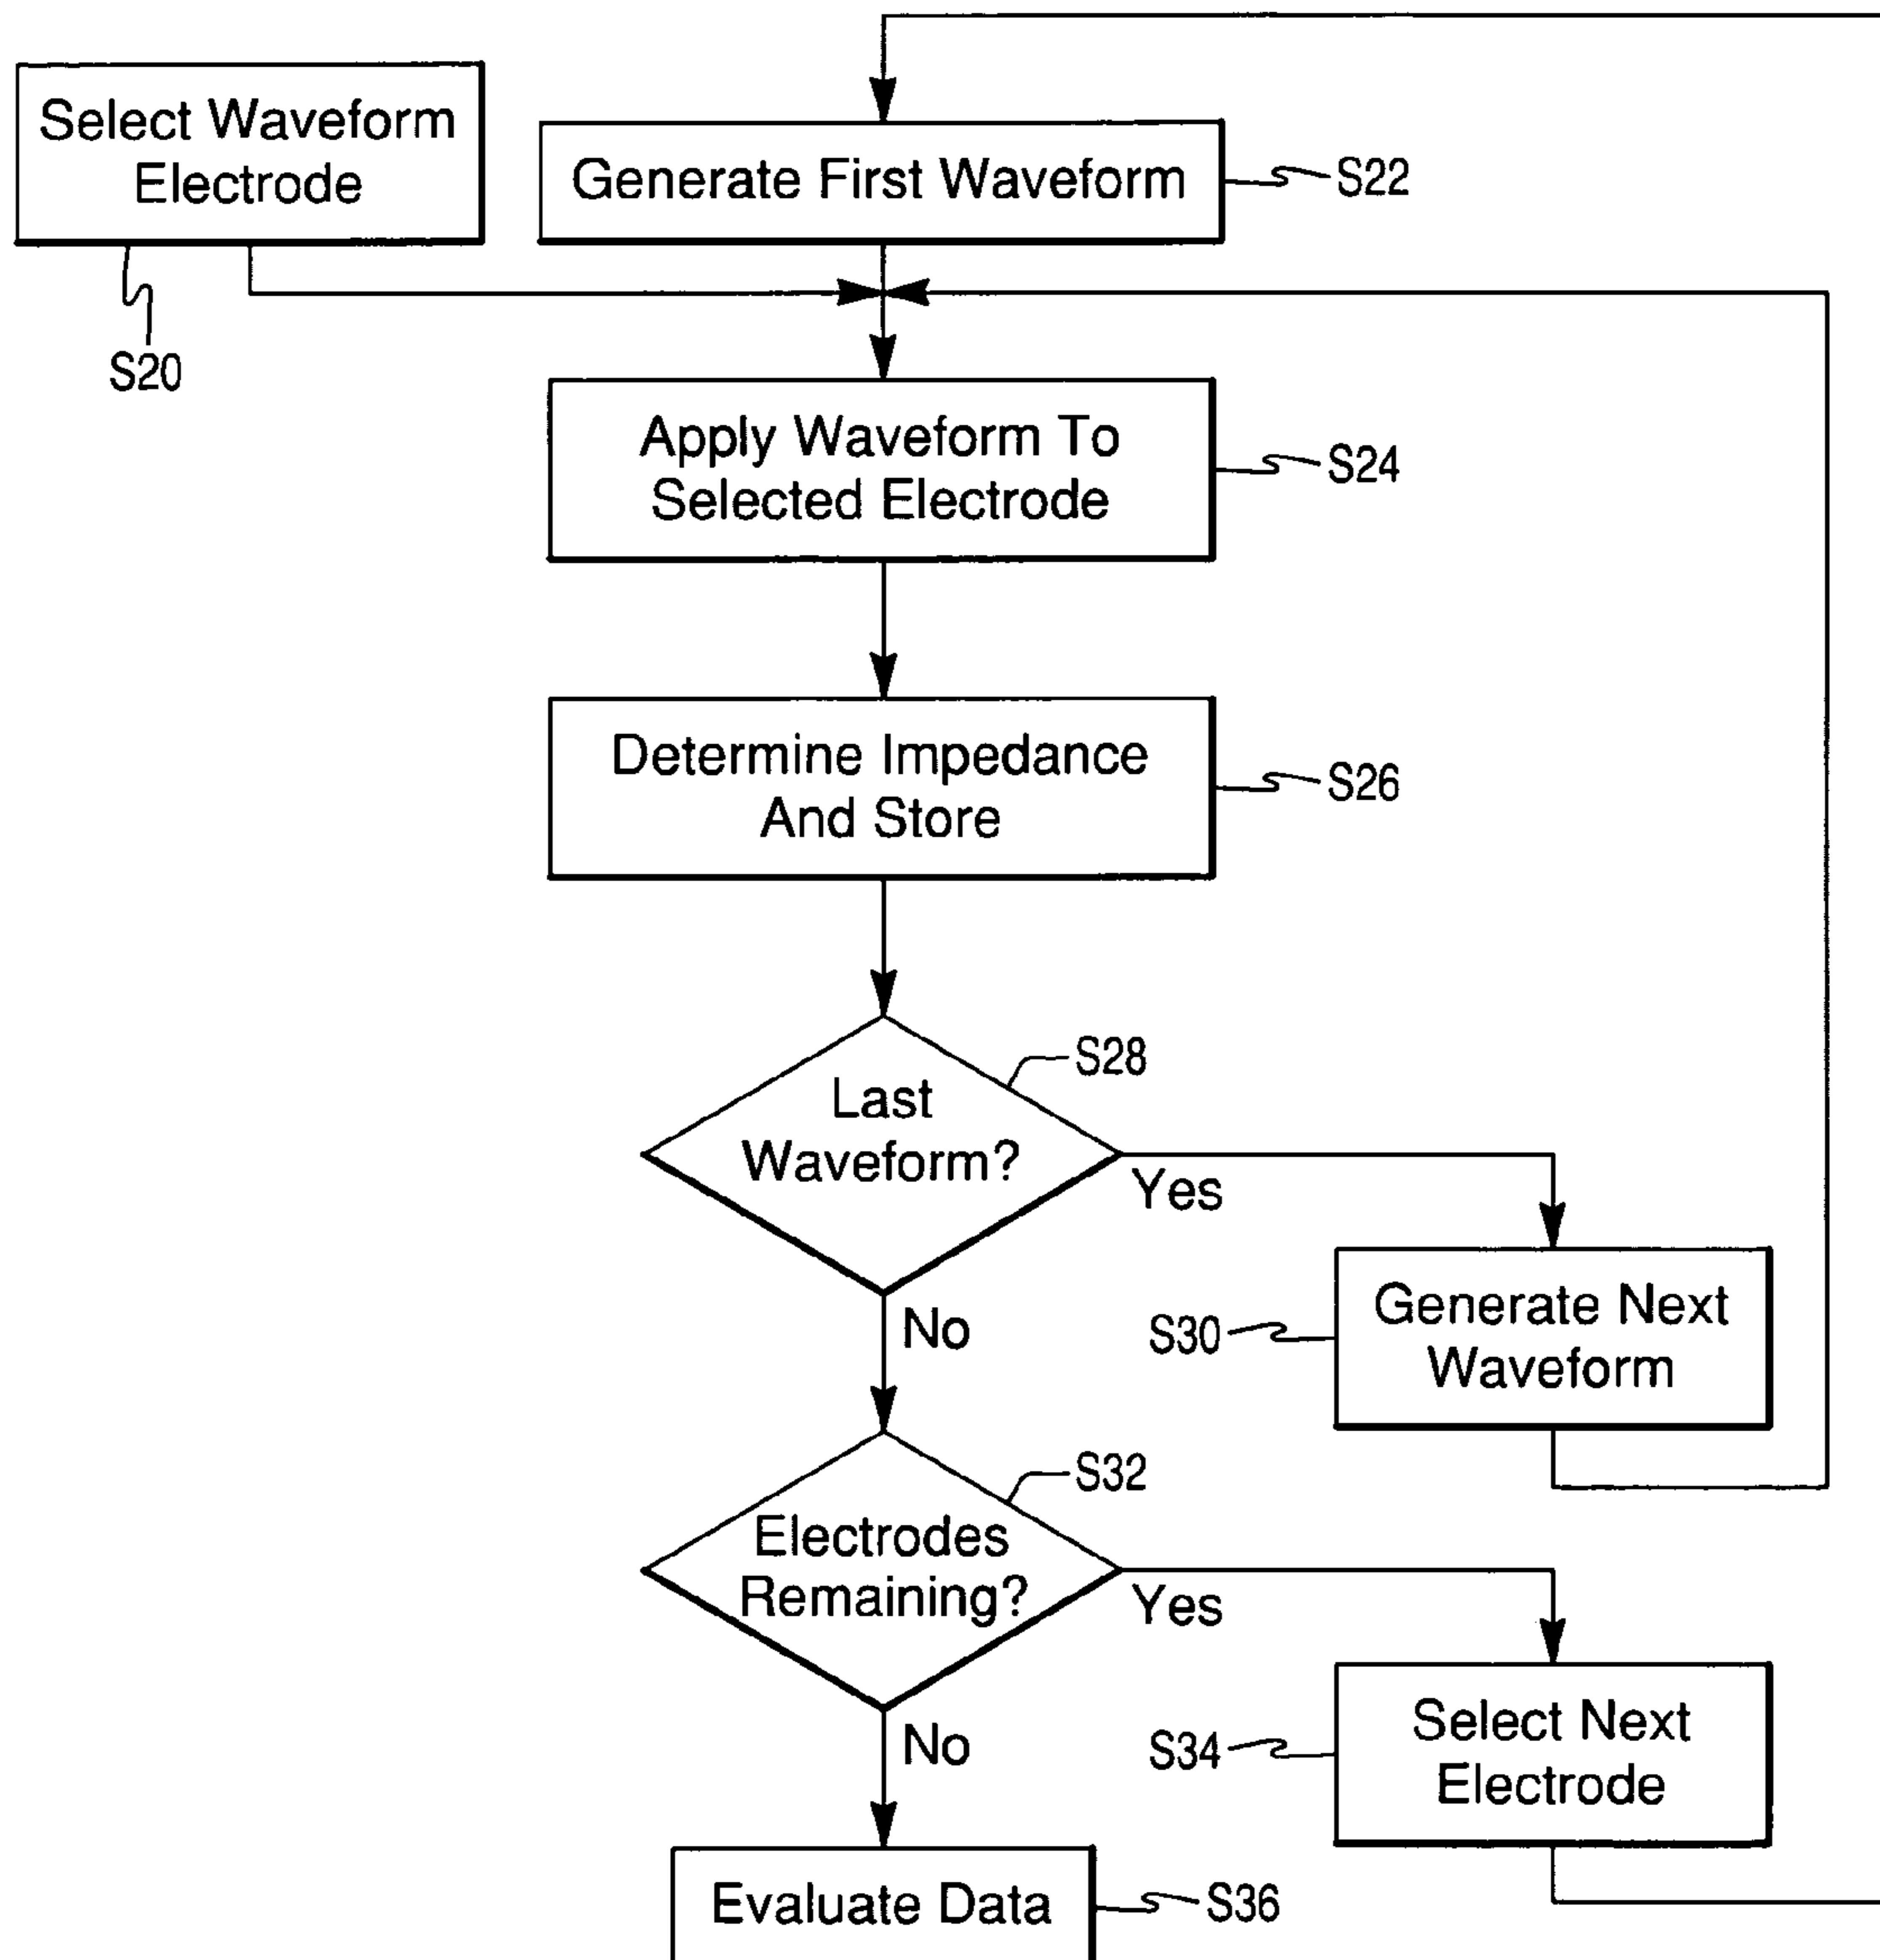 Select Waveform
Electrode
S20
Generate First Waveform
S22
Apply Waveform To
Selected Electrode
S24
Determine Impedance
And Store
S26
Last
Waveform?
S28
Yes
No
Generate Next
Waveform
S30
Electrodes
Remaining?
S32
Yes
No
Select Next
Electrode
S34
Evaluate Data
S36